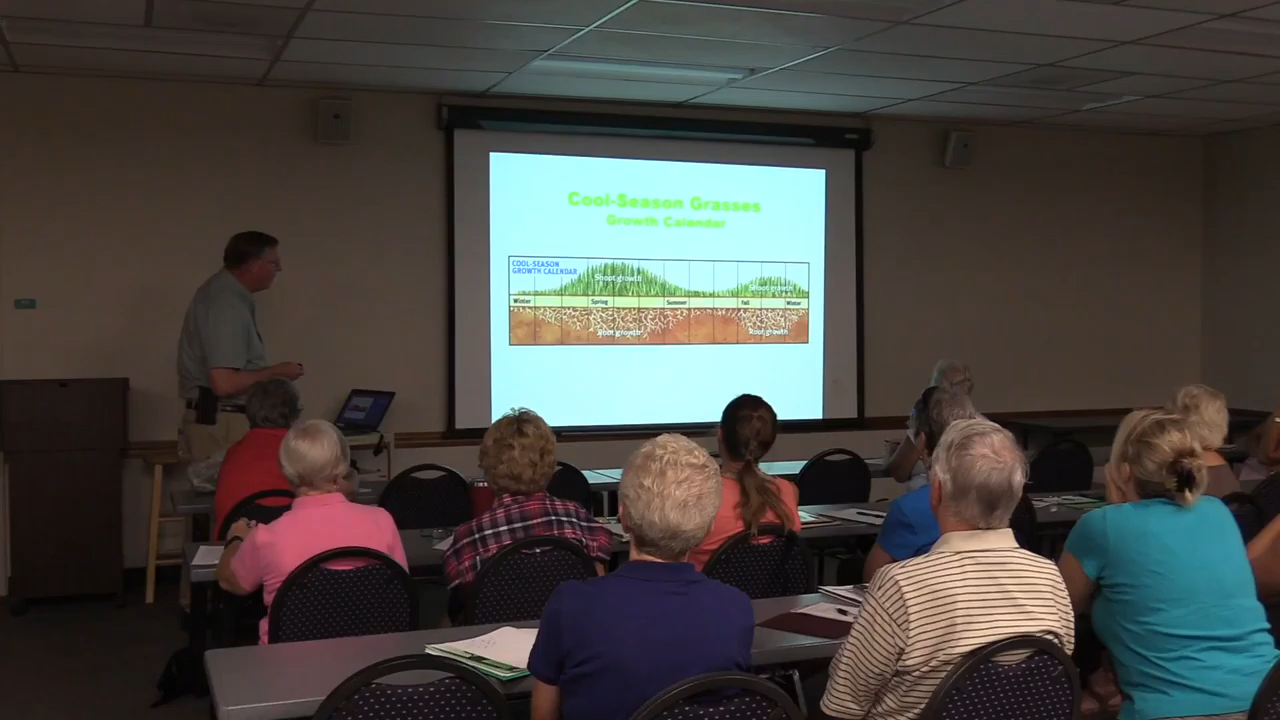 Cool-Season Grasses
Growth Calendar
COOL-SEASON
GROWTH CALENDAR
Shoot growth
Shoot growth
Winter Spring Summer Fall Winter
Root growth
Root growth